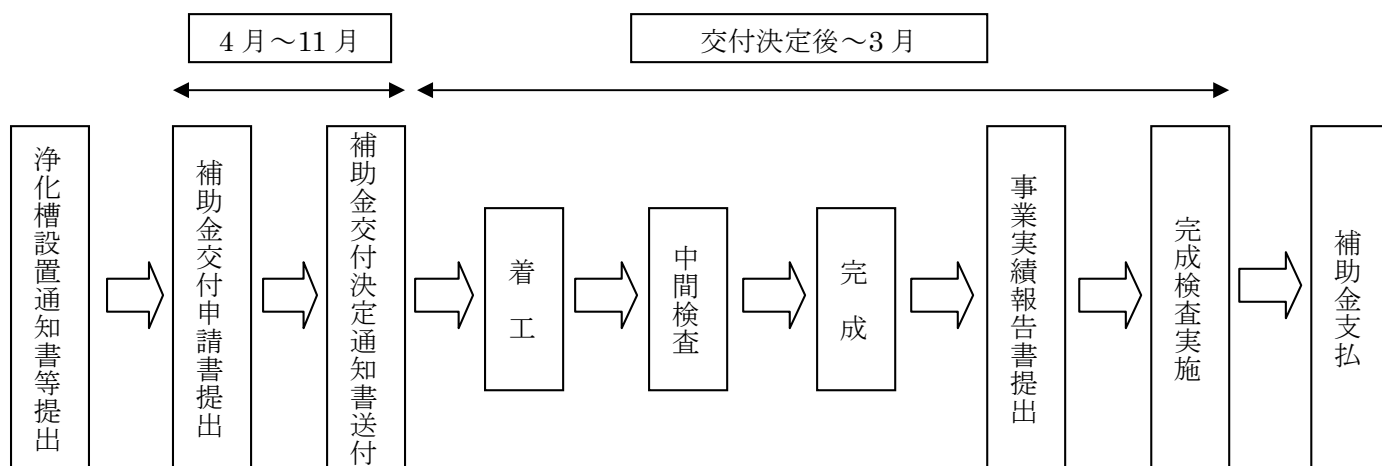 4 月～11 月
交付決定後～3 月
浄化槽設置通知書等提出
補助金交付申請書提出
補助金交付決定通知書送付
着工
中間検査
完成
事業実績報告書提出
完成検査実施
補助金支払